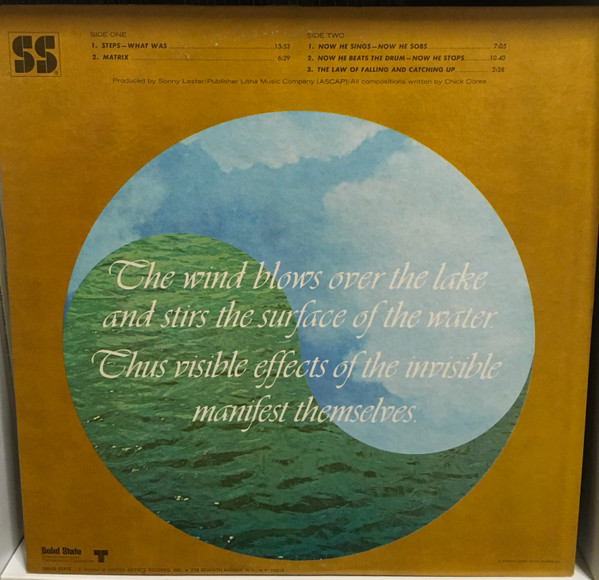 SS
SIDE ONE
1. STEPS—WHAT WAS 13:53
2. MATRIX 6:29
SIDE TWO
1. NOW HE SINGS—NOW HE SOBS 7:05
2. NOW HE BEATS THE DRUM—NOW HE STOPS 10:40
3. THE LAW OF FALLING AND CATCHING UP 2:28
Produced by Sonny Lester/Publisher Litha Music Company (ASCAP)/All compositions written by Chick Corea
The wind blows over the lake
and stirs the surface of the water.
Thus visible effects of the invisible
manifest themselves.
Solid State
T